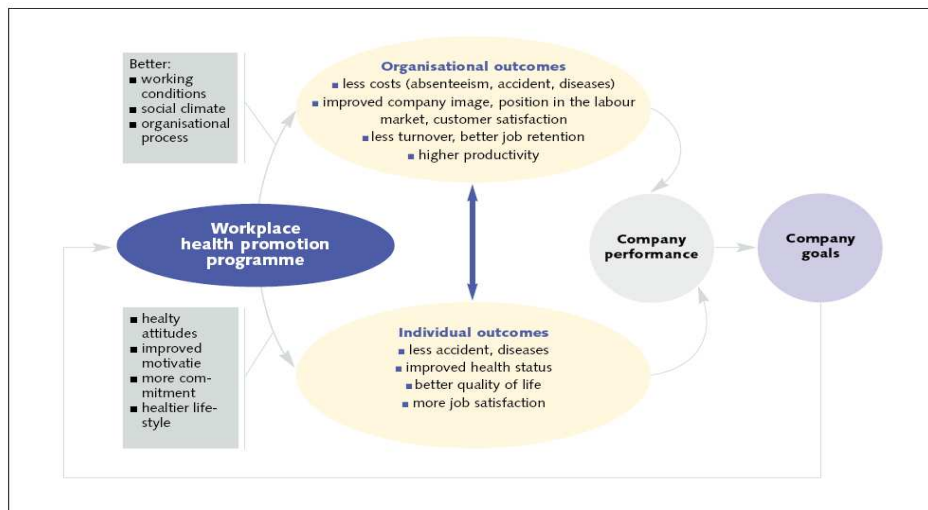 Better:
■ working
conditions
■ social climate
■ organisational
process
Organisational outcomes
■ less costs (absenteeism, accident, diseases)
■ improved company image, position in the labour
market, customer satisfaction
■ less turnover, better job retention
■ higher productivity
Workplace
health promotion
programme
Company
performance
Company
goals
■ healty
attitudes
■ improved
motivatie
■ more com-
mitment
■ healthier life-
style
Individual outcomes
■ less accident, diseases
■ improved health status
■ better quality of life
■ more job satisfaction